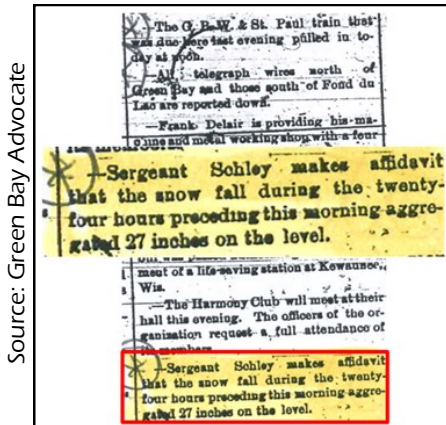 Source: Green Bay Advocate
—The G. B. W. & St. Paul train that
was due here last evening pulled in to-
day at noon.
—All telegraph wires north of
Green Bay and those south of Fond du
Lac are reported down.
—Frank Delair is providing his ma-
chine and metal working shop with a four
—Sergeant Schley makes affidavit
that the snow fall during the twenty-
four hours preceding this morning aggre-
gated 27 inches on the level.
ment of a life-saving station at Kewaunee,
Wis.
—The Harmony Club will meet at their
hall this evening. The officers of the or-
ganization request a full attendance of
its members.
—Sergeant Schley makes affidavit
that the snow fall during the twenty-
four hours preceding this morning aggre-
gated 27 inches on the level.